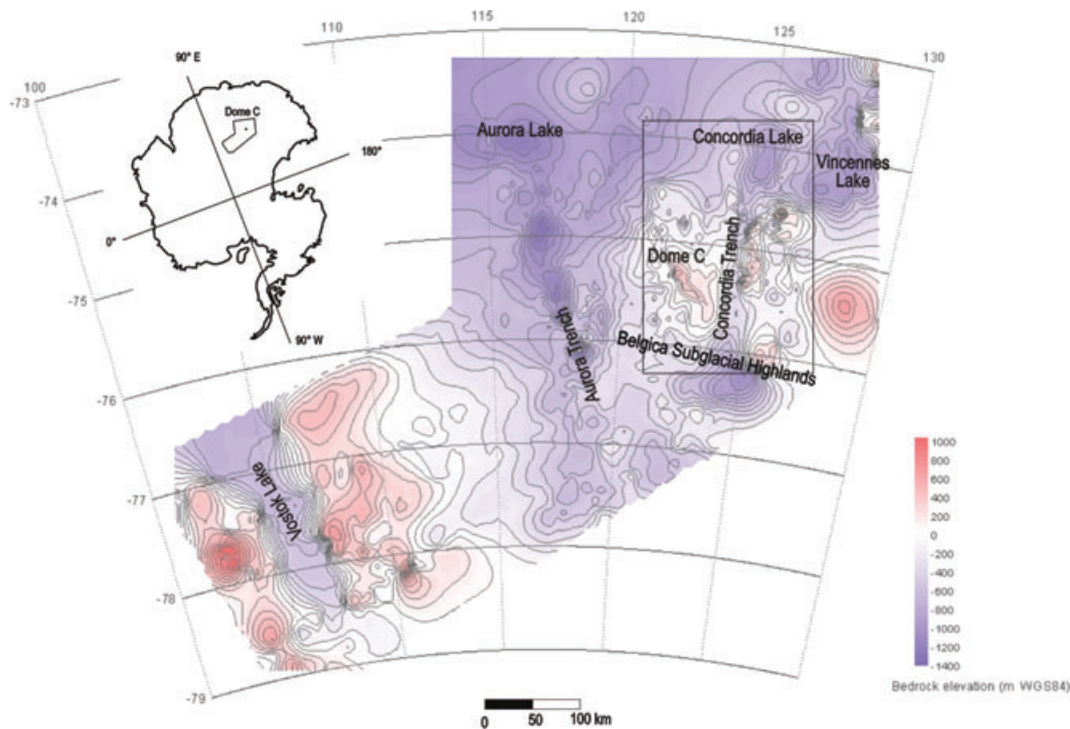 110
115
120
125
130
100
-73
-74
-75
-76
-77
-78
-79
90° E
Dome C
180°
0°
90° W
Aurora Lake
Concordia Lake
Vincennes
Lake
Dome C
Concordia Trench
Aurora Trench
Belgica Subglacial Highlands
Vostok Lake
1000
800
600
400
200
0
-200
-400
-600
-800
-1000
-1200
-1400
Bedrock elevation (m WGS84)
0 50 100 km